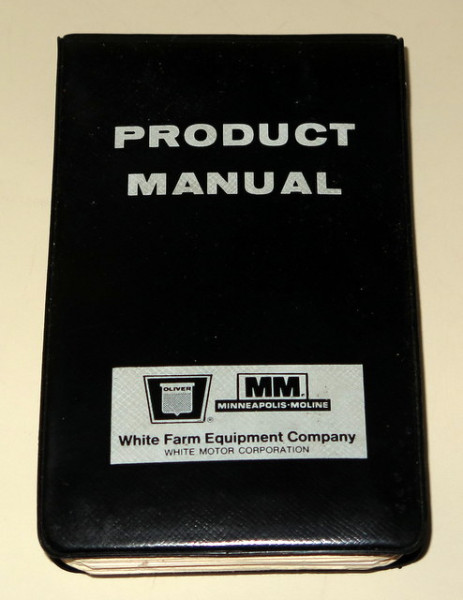 PRODUCT
MANUAL
OLIVER
MM
MINNEAPOLIS-MOLINE
White Farm Equipment Company
WHITE MOTOR CORPORATION